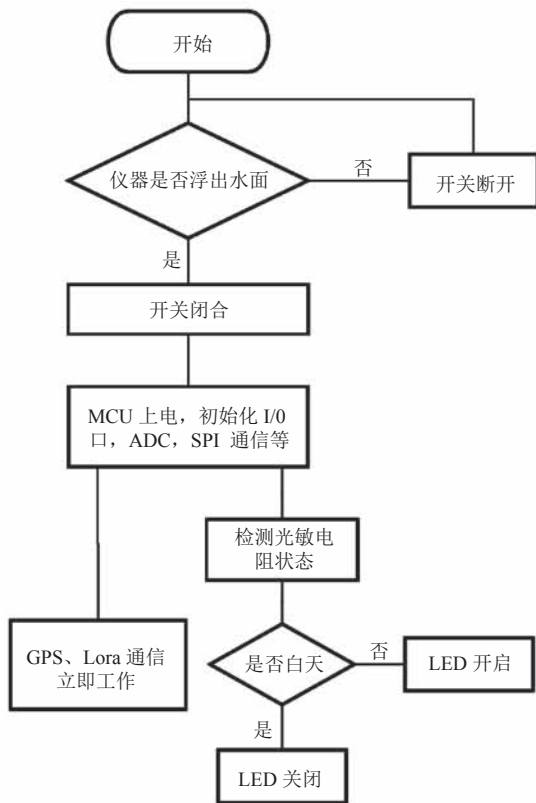 开始
仪器是否浮出水面
否
开关断开
是
开关闭合
MCU 上电，初始化 I/0
口，ADC，SPI 通信等
检测光敏电
阻状态
GPS、Lora 通信
立即工作
是否白天
否
LED 开启
是
LED 关闭